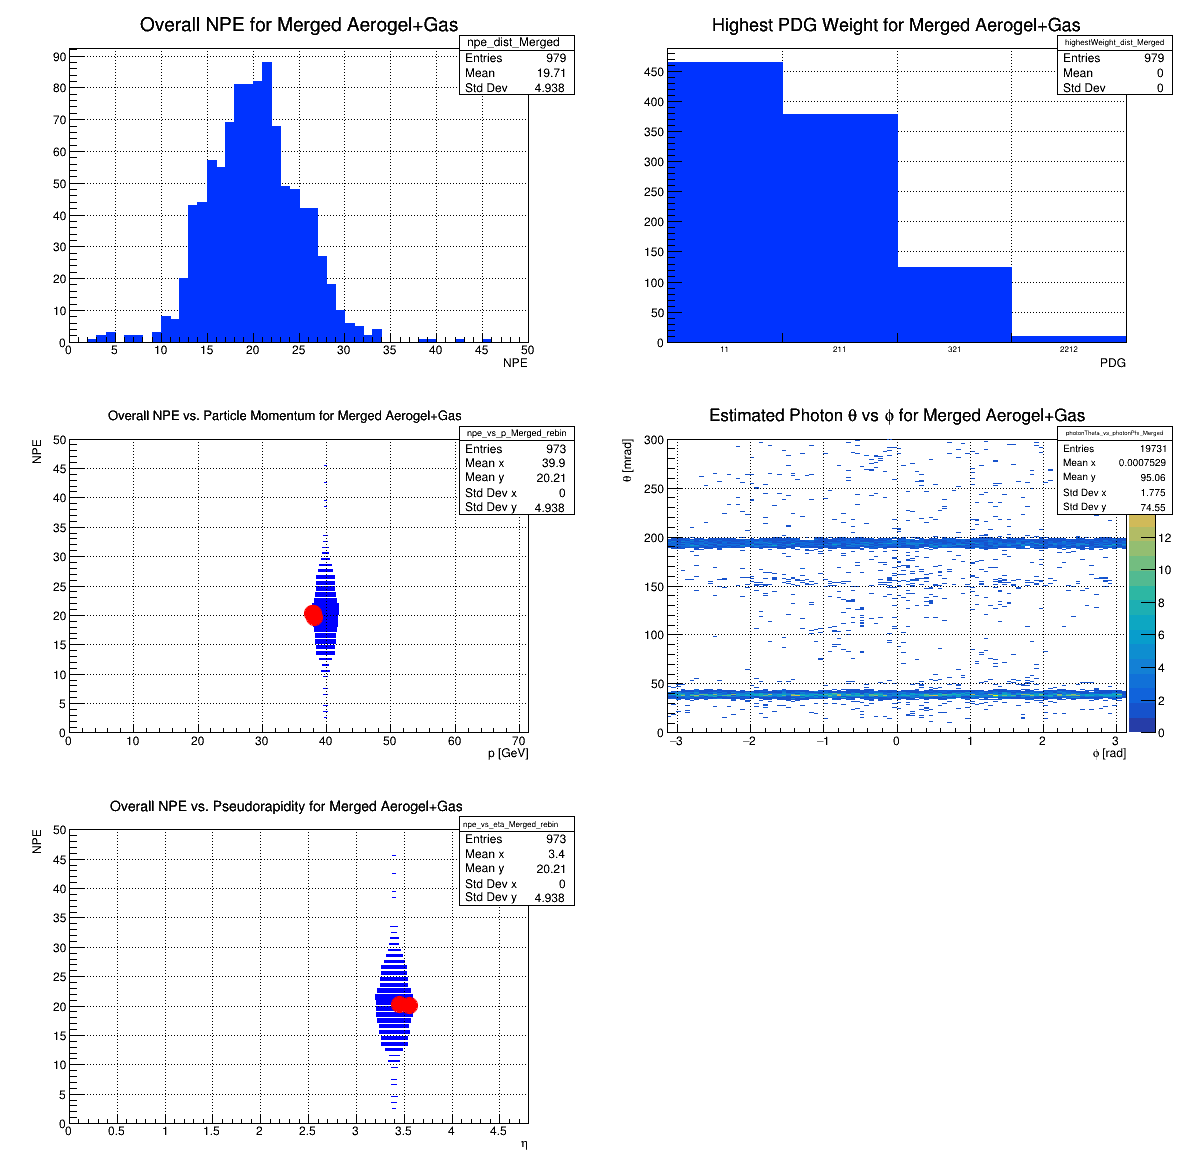 Overall NPE for Merged Aerogel+Gas
npe_dist_Merged
Entries 979
Mean 19.71
Std Dev 4.938
90
80
70
60
50
40
30
20
10
0
0 5 10 15 20 25 30 35 40 45 50
NPE
Highest PDG Weight for Merged Aerogel+Gas
highestWeight_dist_Merged
Entries 979
Mean 0
Std Dev 0
450
400
350
300
250
200
150
100
50
0
11 211 321 2212
PDG
Overall NPE vs. Particle Momentum for Merged Aerogel+Gas
npe_vs_p_Merged_rebin
Entries 973
Mean x 39.9
Mean y 20.21
Std Dev x 0
Std Dev y 4.938
NPE
50
45
40
35
30
25
20
15
10
5
0
0 10 20 30 40 50 60 70
p [GeV]
Estimated Photon θ vs ϕ for Merged Aerogel+Gas
photonTheta_vs_photonPhi_Merged
Entries 19731
Mean x 0.0007529
Mean y 95.06
Std Dev x 1.775
Std Dev y 74.55
θ [mrad]
300
250
200
150
100
50
0
−3 −2 −1 0 1 2 3
ϕ [rad]
12
10
8
6
4
2
0
Overall NPE vs. Pseudorapidity for Merged Aerogel+Gas
npe_vs_eta_Merged_rebin
Entries 973
Mean x 3.4
Mean y 20.21
Std Dev x 0
Std Dev y 4.938
NPE
50
45
40
35
30
25
20
15
10
5
0
0 0.5 1 1.5 2 2.5 3 3.5 4 4.5
η